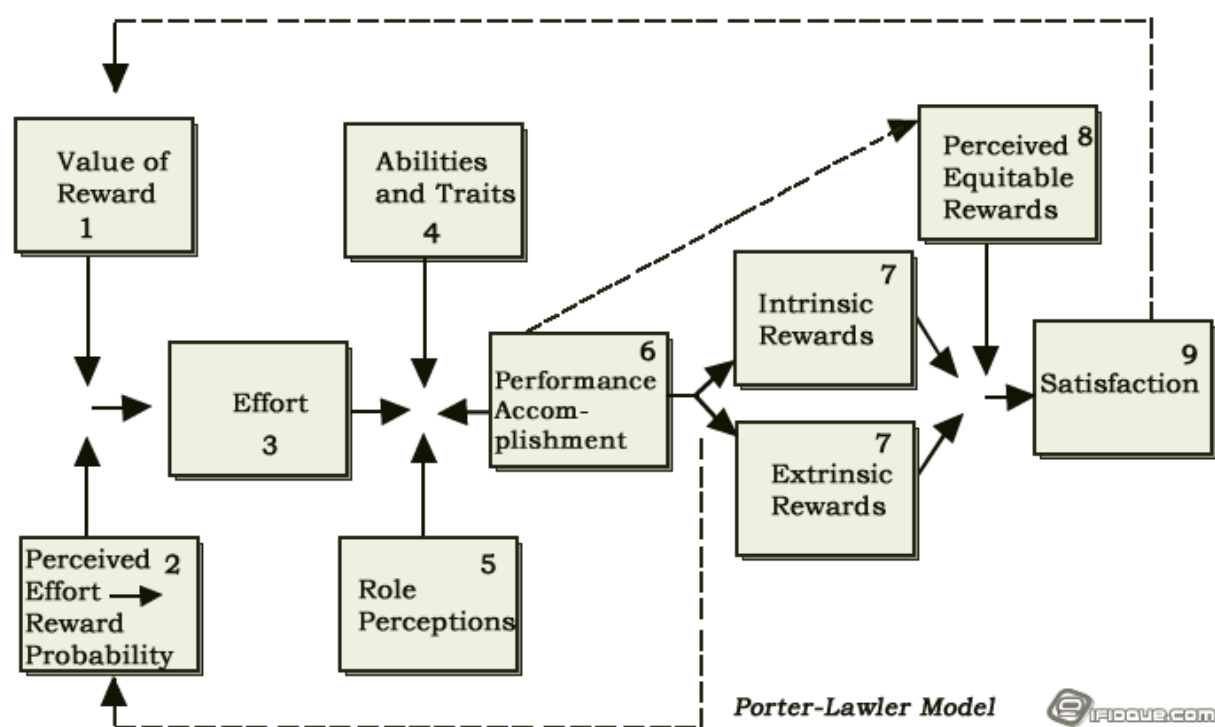 Value of
Reward
1
Abilities
and Traits
4
Perceived 8
Equitable
Rewards
7
Intrinsic
Rewards
Effort
3
6
Performance
Accom-
plishment
9
Satisfaction
7
Extrinsic
Rewards
Perceived 2
Effort
Reward
Probability
5
Role
Perceptions
Porter-Lawler Model